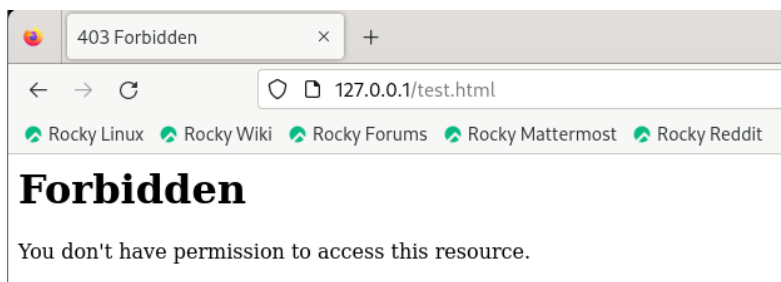 403 Forbidden
127.0.0.1/test.html
Rocky Linux Rocky Wiki Rocky Forums Rocky Mattermost Rocky Reddit
Forbidden
You don't have permission to access this resource.